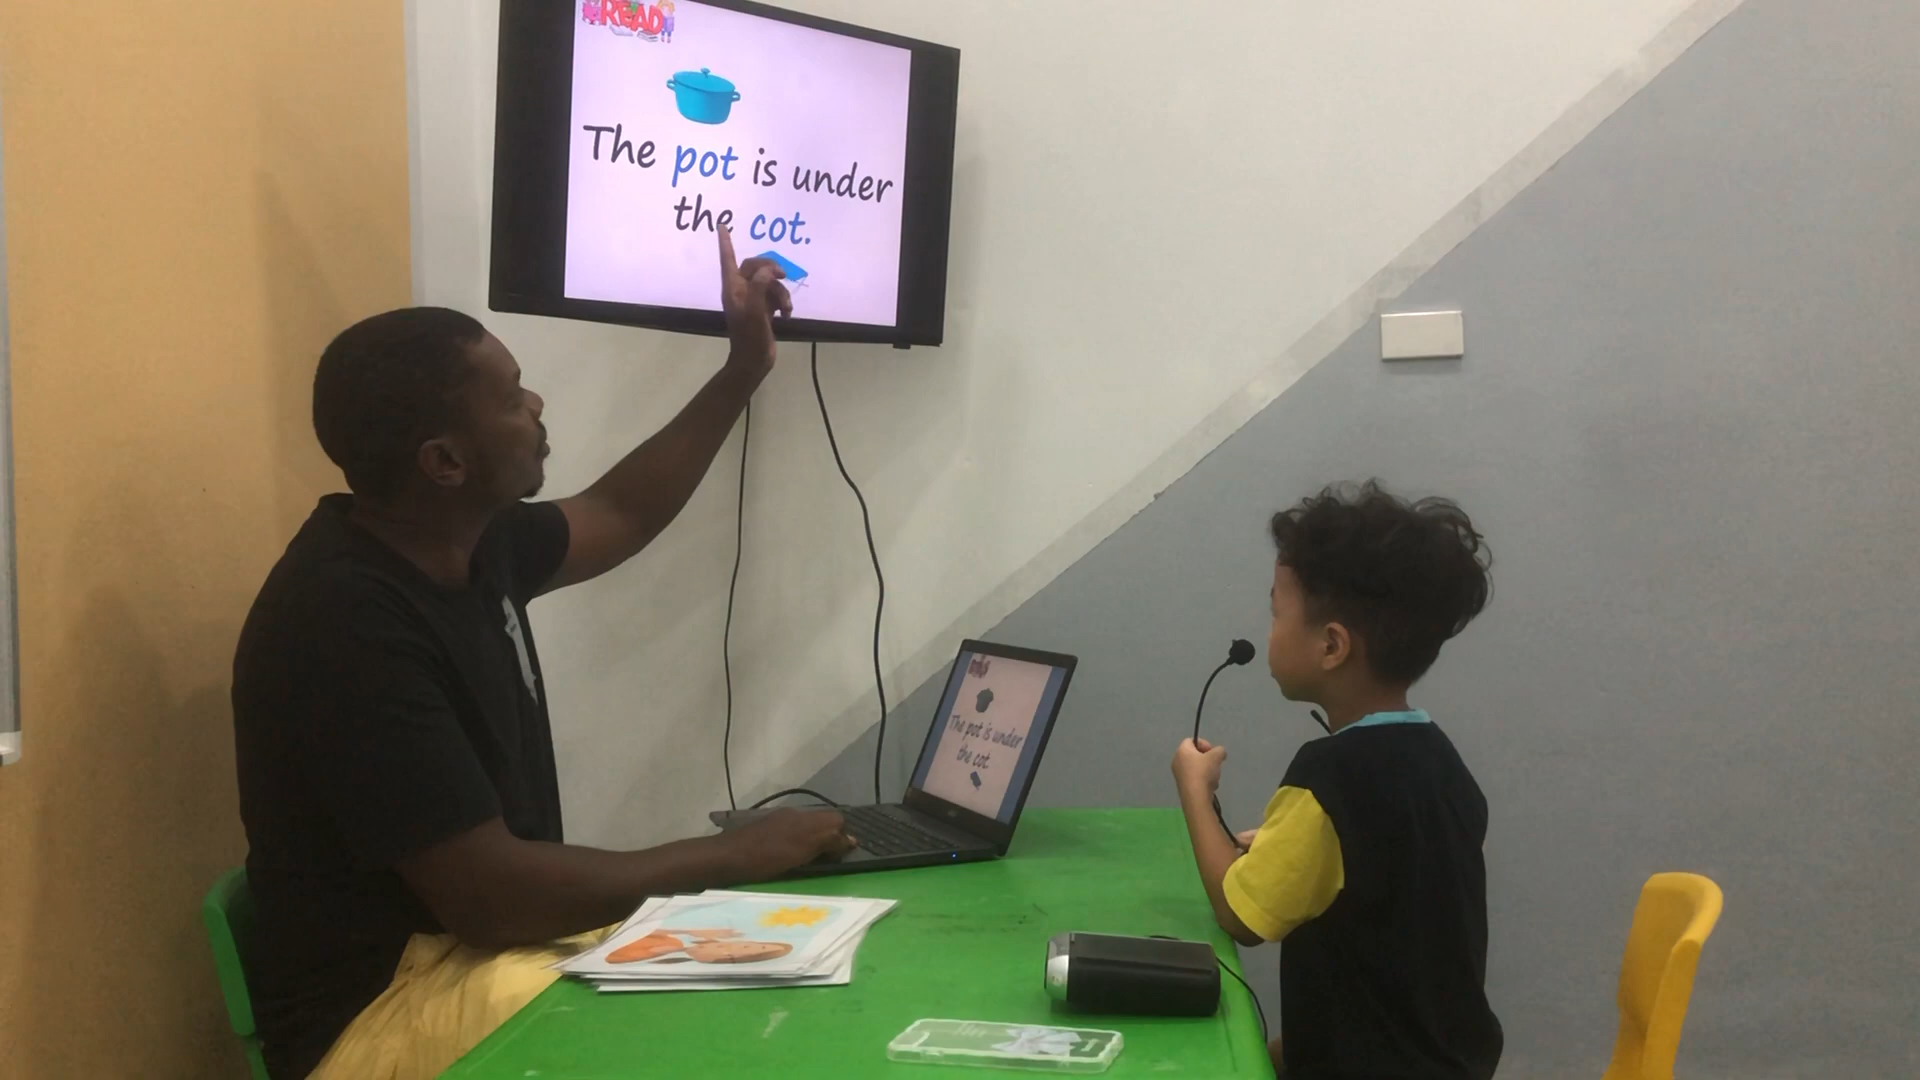 READ
The pot is under
the cot.
The pot is under
the cot.